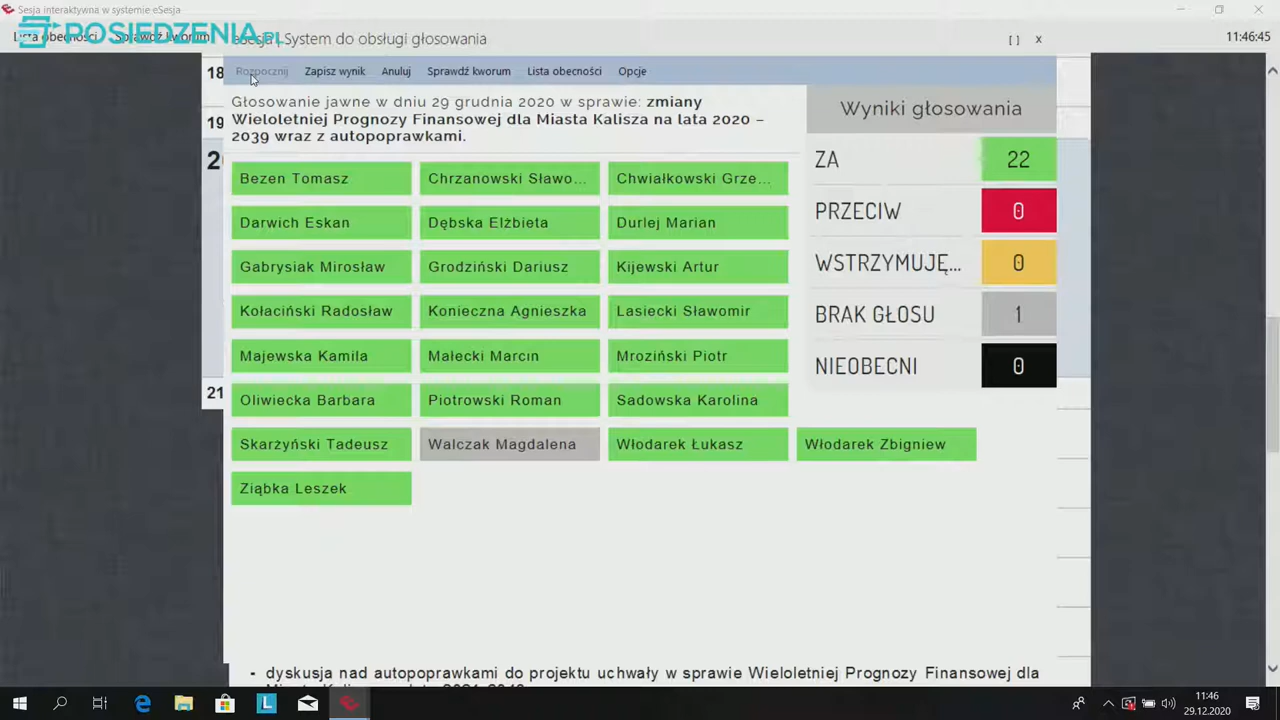 Sesja interaktywna w systemie eSesja
POSIEDZENIA.PL
Lista obecności Sprawdź kworum
eSesja | System do obsługi głosowania
[ ] x
11:46:45
Rozpocznij Zapisz wynik Anuluj Sprawdź kworum Lista obecności Opcje
18
19
2
21
Głosowanie jawne w dniu 29 grudnia 2020 w sprawie: zmiany
Wieloletniej Prognozy Finansowej dla Miasta Kalisza na lata 2020 –
2039 wraz z autopoprawkami.
Wyniki głosowania
ZA 22
PRZECIW 0
WSTRZYMUJĘ... 0
BRAK GŁOSU 1
NIEOBECNI 0
Bezen Tomasz Chrzanowski Sławo... Chwiałkowski Grze...
Darwich Eskan Dębska Elżbieta Durlej Marian
Gabrysiak Mirosław Grodziński Dariusz Kijewski Artur
Kołaciński Radosław Konieczna Agnieszka Lasiecki Sławomir
Majewska Kamila Małecki Marcin Mroziński Piotr
Oliwiecka Barbara Piotrowski Roman Sadowska Karolina
Skarżyński Tadeusz Walczak Magdalena Włodarek Łukasz Włodarek Zbigniew
Ziąbka Leszek
- dyskusja nad autopoprawkami do projektu uchwały w sprawie Wieloletniej Prognozy Finansowej dla
L
11:46
29.12.2020